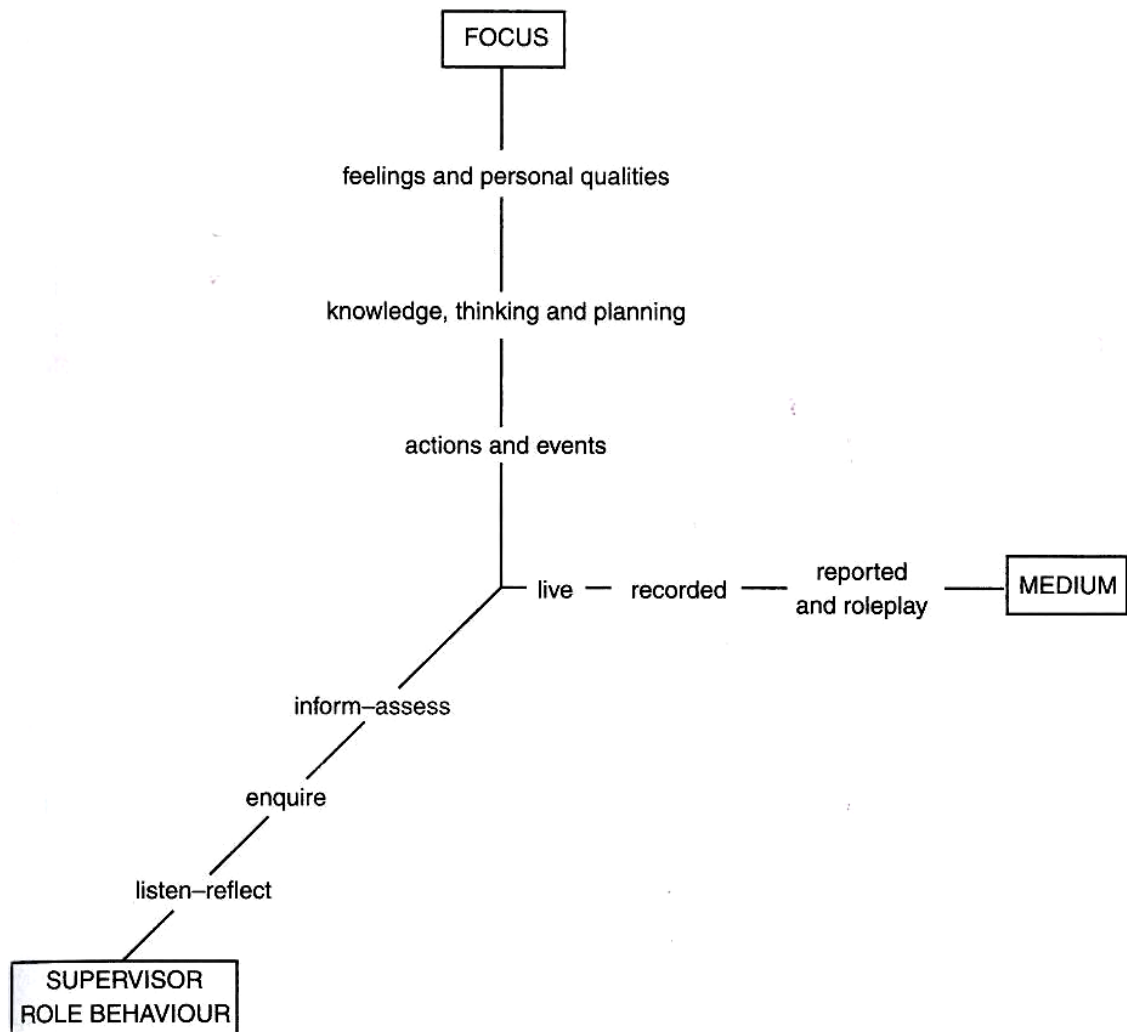 FOCUS
feelings and personal qualities
knowledge, thinking and planning
actions and events
live
recorded
reported
and roleplay
MEDIUM
inform–assess
enquire
listen–reflect
SUPERVISOR
ROLE BEHAVIOUR